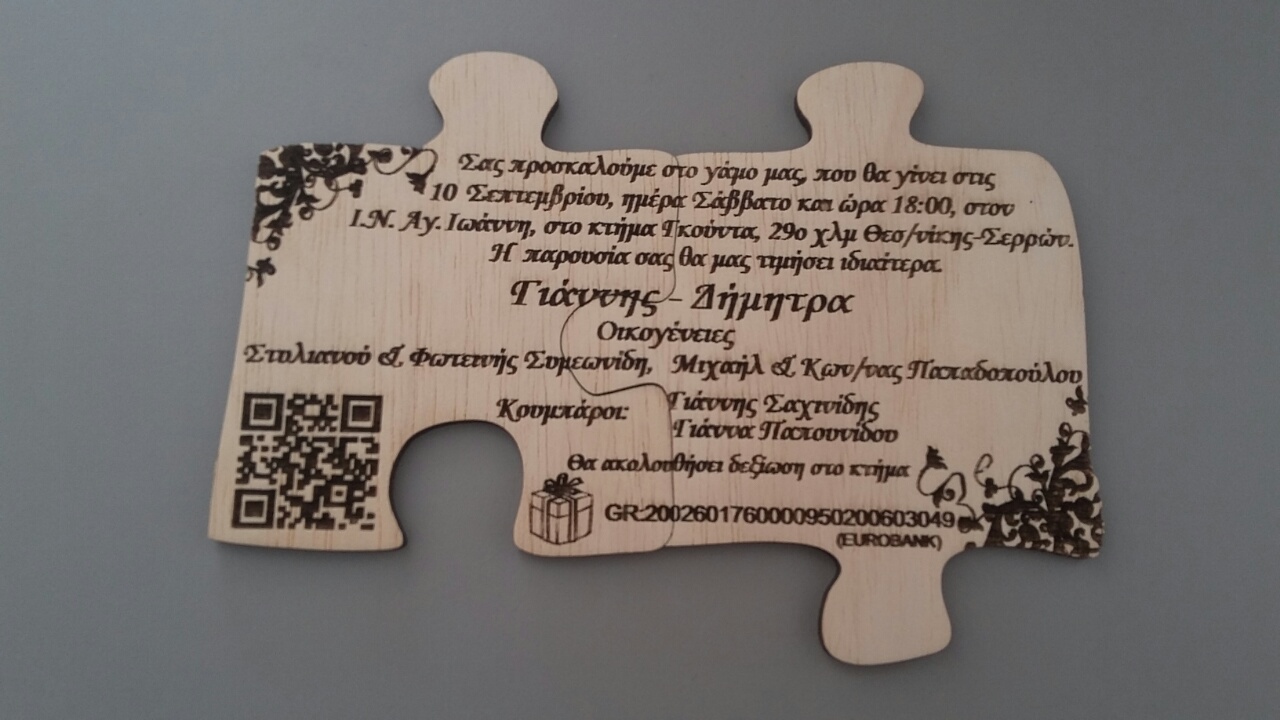 Σας προσκαλούμε στο γάμο μας, που θα γίνει στις
10 Σεπτεμβρίου, ημέρα Σάββατο και ώρα 18:00, στον
Ι.Ν. Αγ. Ιωάννη, στο κτήμα Γκούντα, 29ο χλμ Θεσ/νίκης-Σερρών.
Η παρουσία σας θα μας τιμήσει ιδιαίτερα.
Γιάννης - Δήμητρα
Οικογένειες
Στυλιανού & Φωτεινής Συμεωνίδη, Μιχαήλ & Κων/νας Παπαδοπούλου
Κουμπάροι: Γιάννης Σαχινίδης
Γιάννα Παπουνίδου
Θα ακολουθήσει δεξίωση στο κτήμα
GR:2002601760000950200603049
(EUROBANK)